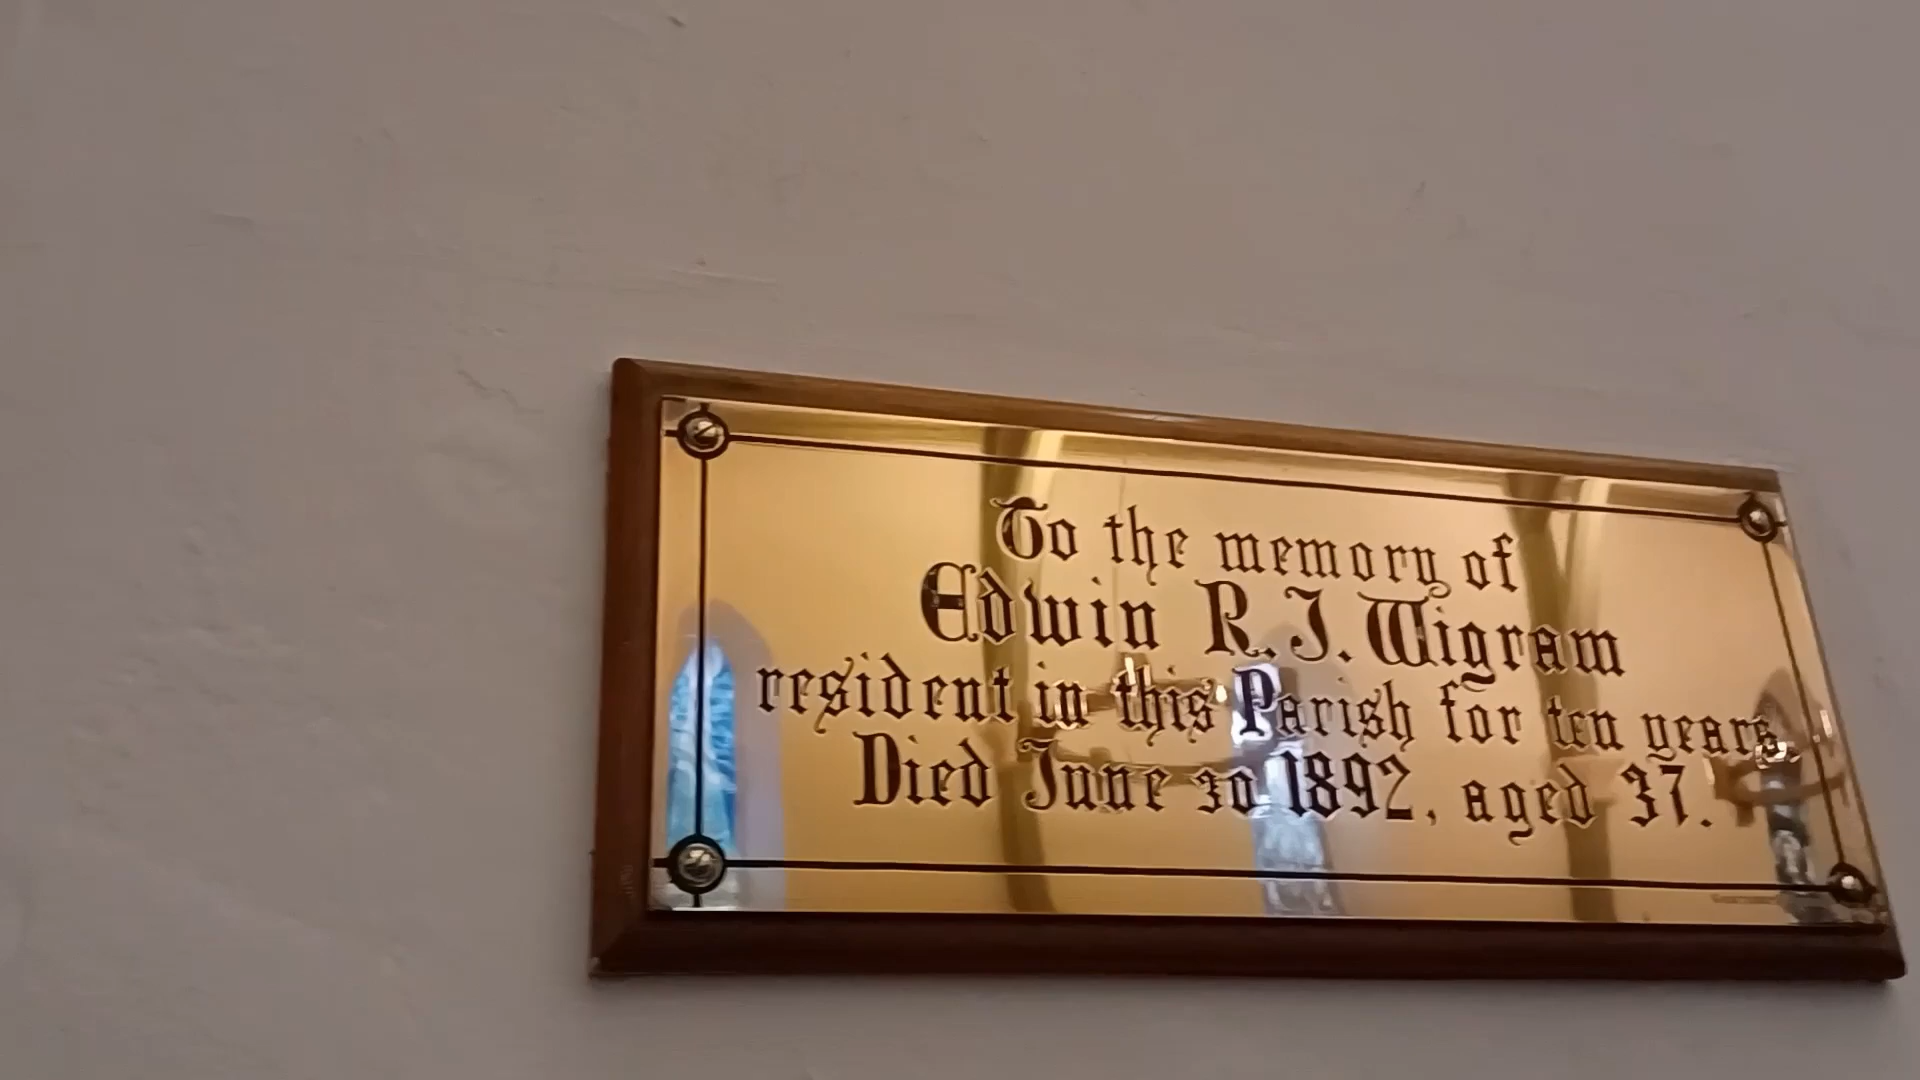 To the memory of
Edwin R. J. Wigram
resident in this Parish for ten years.
Died June 30 1892, aged 37.